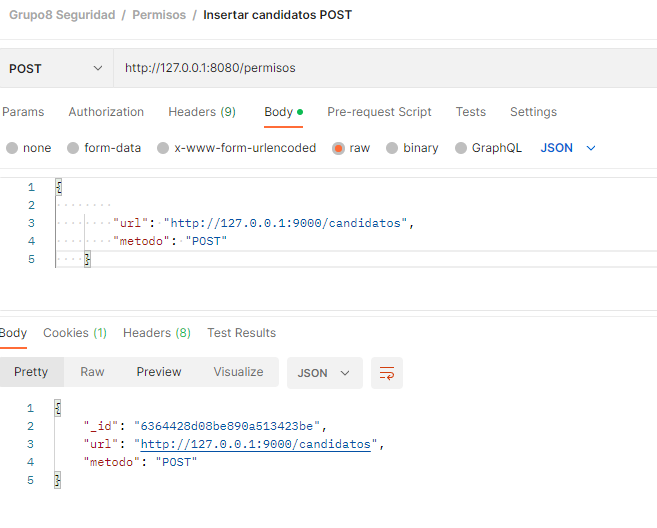 Grupo8 Seguridad / Permisos / Insertar candidatos POST
POST http://127.0.0.1:8080/permisos
Params Authorization Headers (9) Body Pre-request Script Tests Settings
none form-data x-www-form-urlencoded raw binary GraphQL JSON
1 {
2
3 "url": "http://127.0.0.1:9000/candidatos",
4 "metodo": "POST"
5 }
Body Cookies (1) Headers (8) Test Results
Pretty Raw Preview Visualize JSON
1 {
2 "_id": "6364428d08be890a513423be",
3 "url": "http://127.0.0.1:9000/candidatos",
4 "metodo": "POST"
5 }